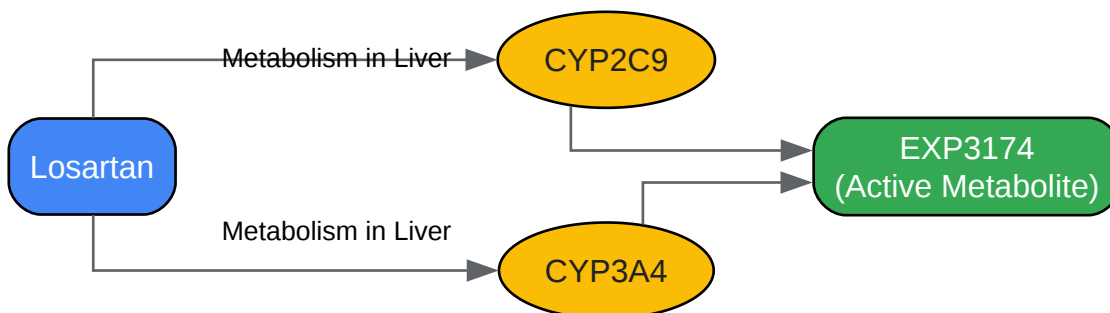 Metabolism in Liver
CYP2C9
Losartan
EXP3174
(Active Metabolite)
Metabolism in Liver
CYP3A4